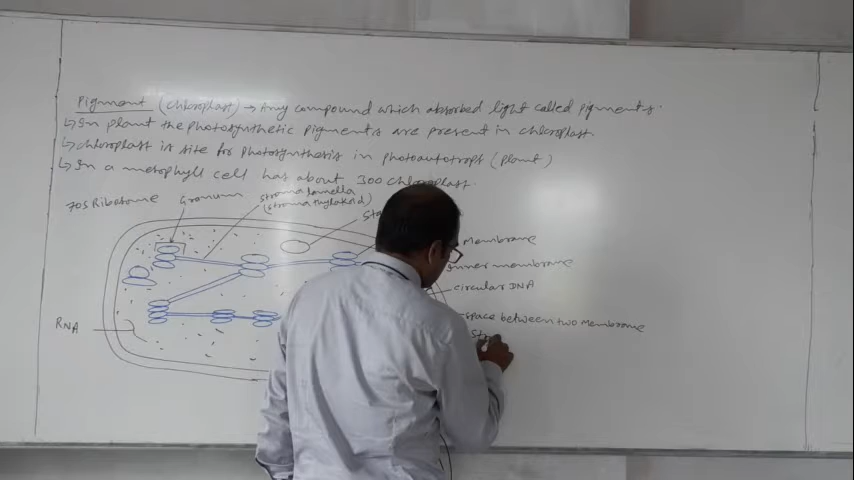 Pigment (chloroplast) → Any compound which absorbed light called pigments.
↳ In plant the photosynthetic pigments are present in chloroplast.
↳ chloroplast is site for photosynthesis in photoautotrops (plant)
↳ In a mesophyll cell has about 300 chloroplast.
70s Ribosome Granum stroma lamella
(stroma thylakoid)
Membrane
Inner membrane
circular DNA
space between two Membrane
RNA